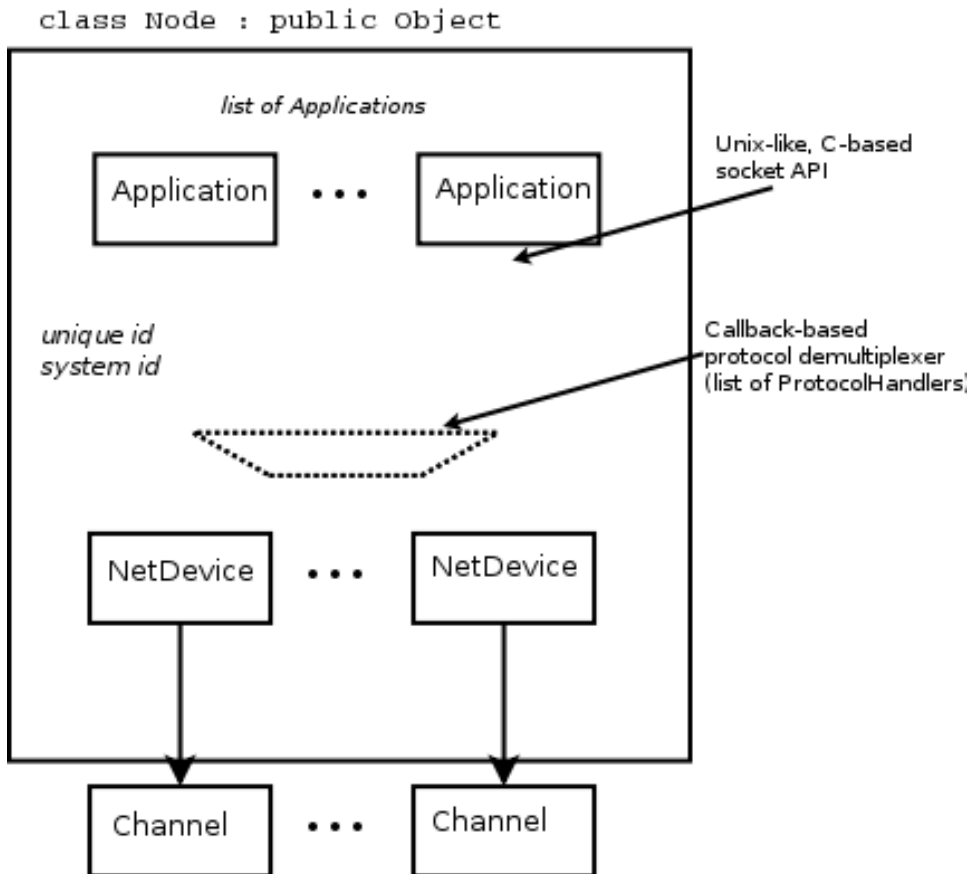 class Node : public Object
list of Applications
Unix-like, C-based
socket API
Application
•••
Application
unique id
system id
Callback-based
protocol demultiplexer
(list of ProtocolHandlers)
NetDevice
•••
NetDevice
Channel
•••
Channel